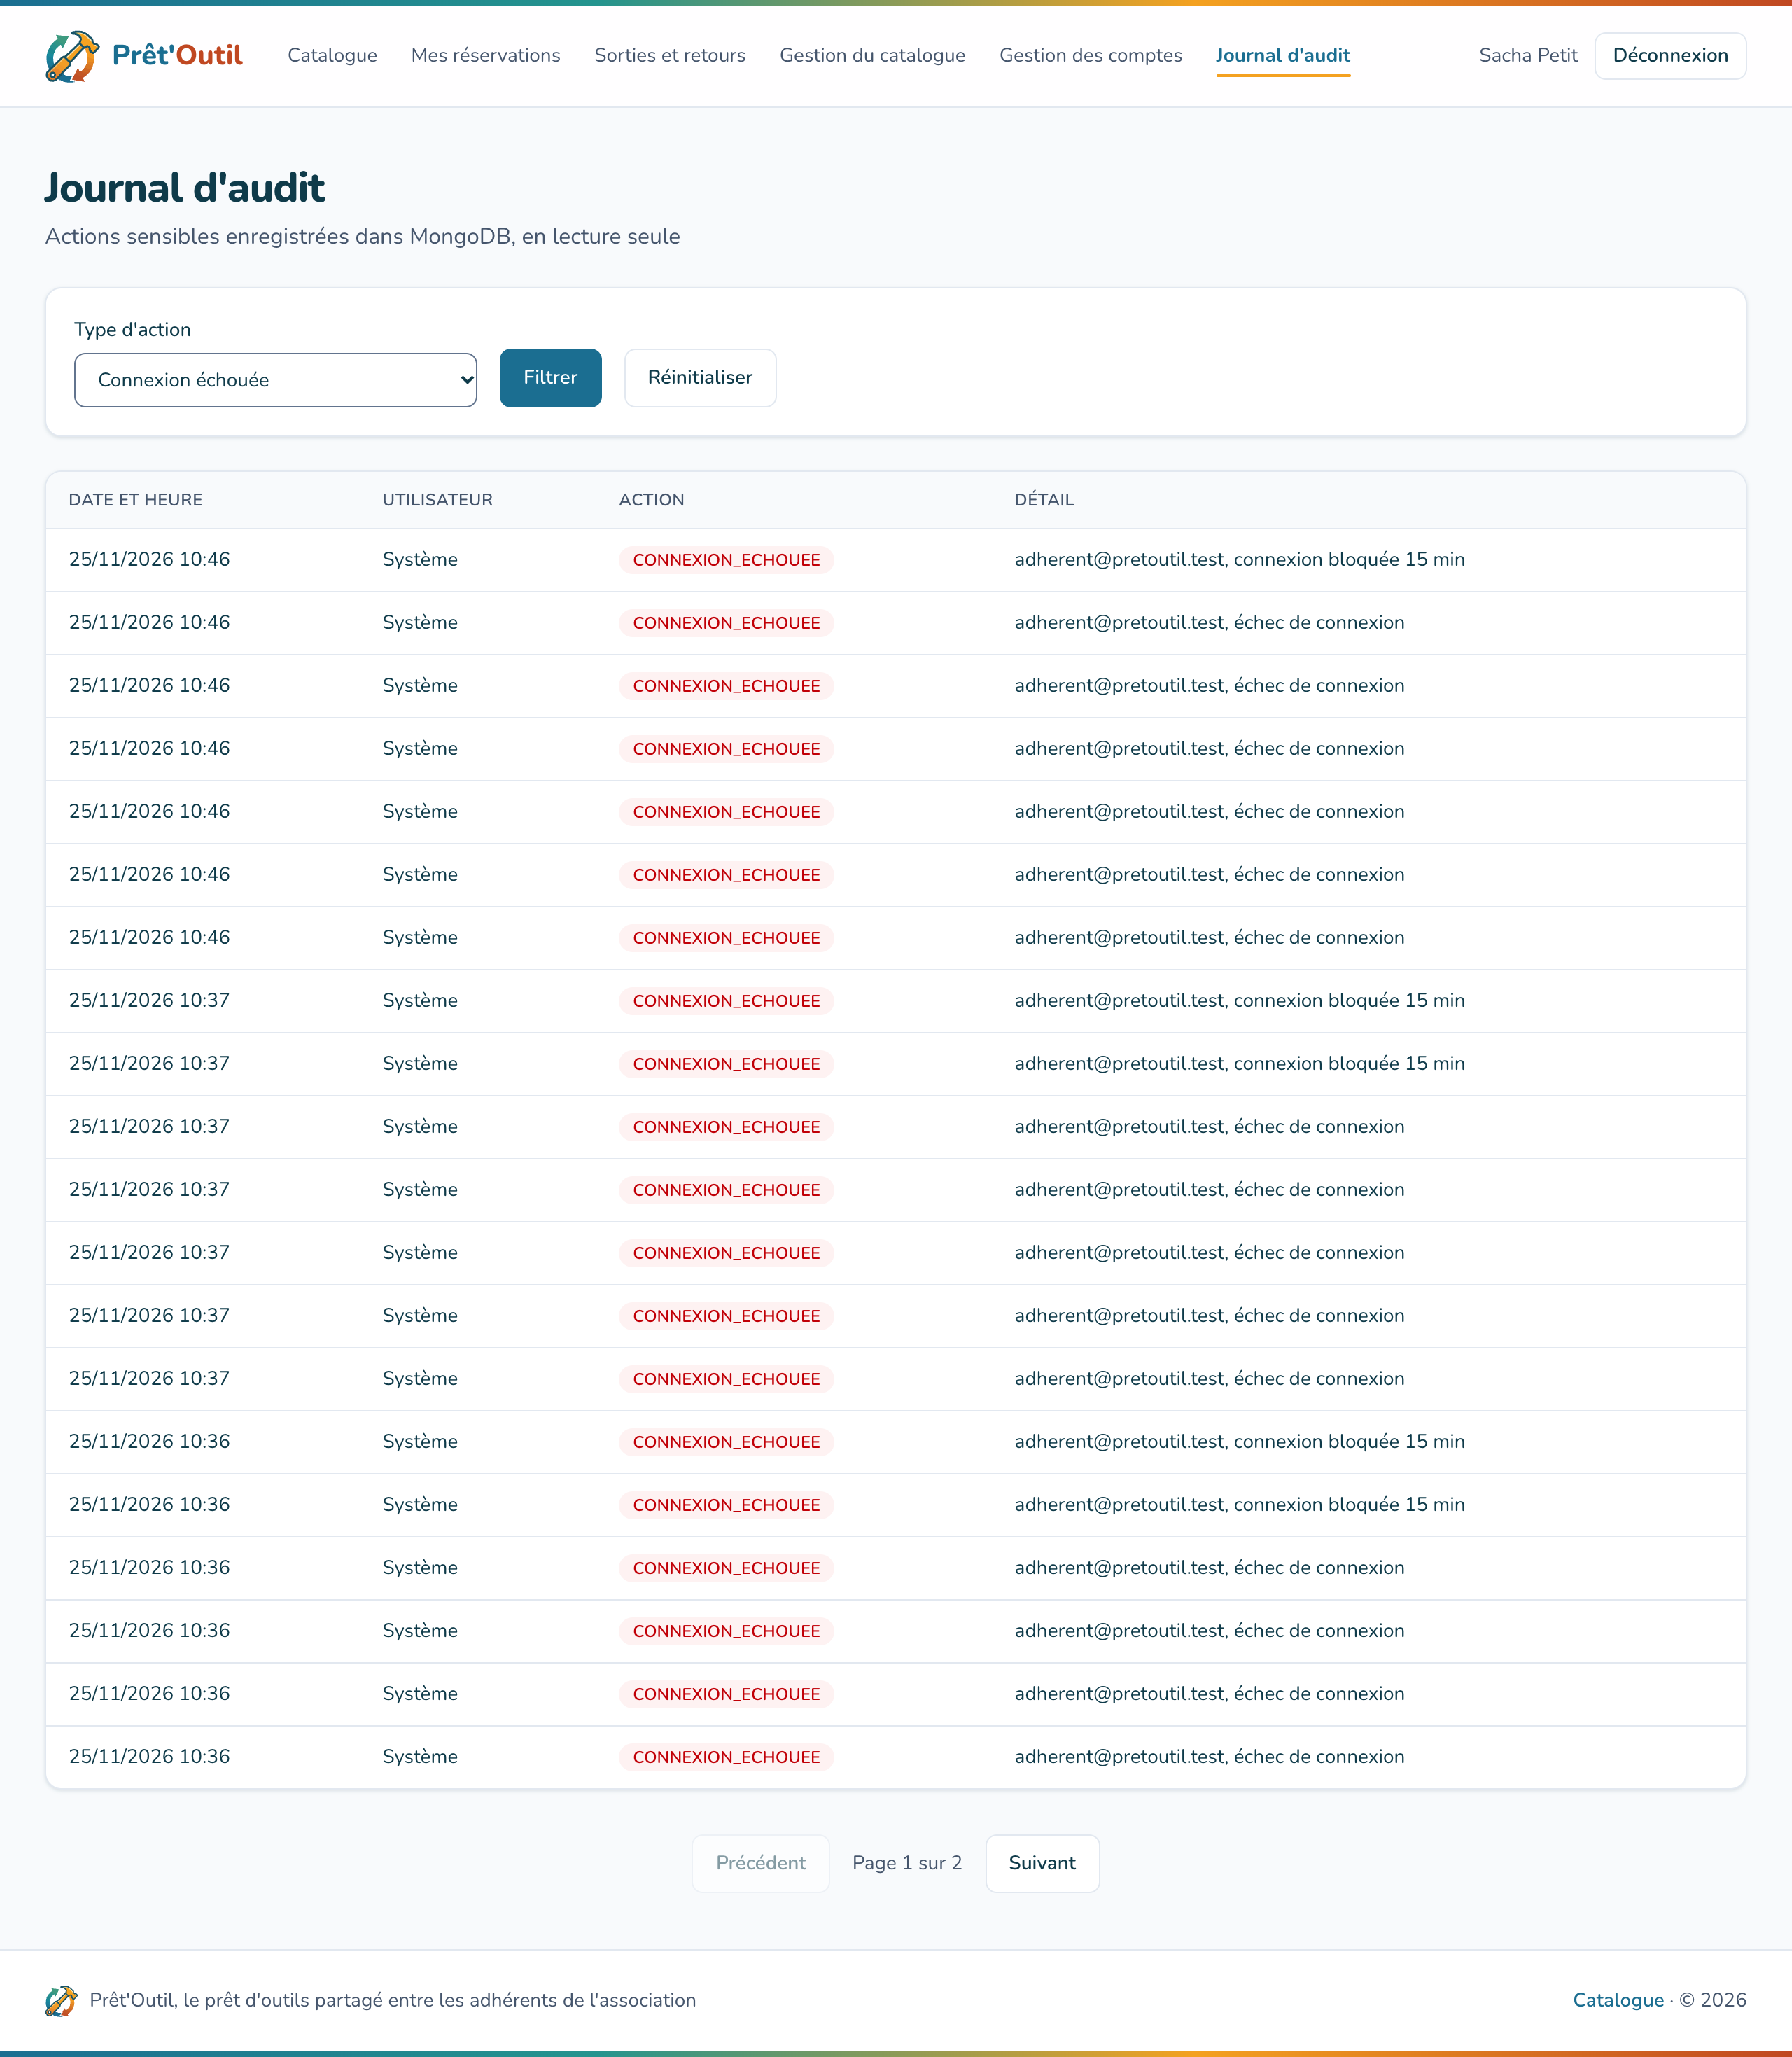 Prêt'Outil Catalogue Mes réservations Sorties et retours Gestion du catalogue Gestion des comptes Journal d'audit Sacha Petit Déconnexion
Journal d'audit
Actions sensibles enregistrées dans MongoDB, en lecture seule
Type d'action
Connexion échouée Filtrer Réinitialiser
DATE ET HEURE UTILISATEUR ACTION DÉTAIL
25/11/2026 10:46 Système CONNEXION_ECHOUEE adherent@pretoutil.test, connexion bloquée 15 min
25/11/2026 10:46 Système CONNEXION_ECHOUEE adherent@pretoutil.test, échec de connexion
25/11/2026 10:46 Système CONNEXION_ECHOUEE adherent@pretoutil.test, échec de connexion
25/11/2026 10:46 Système CONNEXION_ECHOUEE adherent@pretoutil.test, échec de connexion
25/11/2026 10:46 Système CONNEXION_ECHOUEE adherent@pretoutil.test, échec de connexion
25/11/2026 10:46 Système CONNEXION_ECHOUEE adherent@pretoutil.test, échec de connexion
25/11/2026 10:46 Système CONNEXION_ECHOUEE adherent@pretoutil.test, échec de connexion
25/11/2026 10:37 Système CONNEXION_ECHOUEE adherent@pretoutil.test, connexion bloquée 15 min
25/11/2026 10:37 Système CONNEXION_ECHOUEE adherent@pretoutil.test, connexion bloquée 15 min
25/11/2026 10:37 Système CONNEXION_ECHOUEE adherent@pretoutil.test, échec de connexion
25/11/2026 10:37 Système CONNEXION_ECHOUEE adherent@pretoutil.test, échec de connexion
25/11/2026 10:37 Système CONNEXION_ECHOUEE adherent@pretoutil.test, échec de connexion
25/11/2026 10:37 Système CONNEXION_ECHOUEE adherent@pretoutil.test, échec de connexion
25/11/2026 10:37 Système CONNEXION_ECHOUEE adherent@pretoutil.test, échec de connexion
25/11/2026 10:36 Système CONNEXION_ECHOUEE adherent@pretoutil.test, connexion bloquée 15 min
25/11/2026 10:36 Système CONNEXION_ECHOUEE adherent@pretoutil.test, connexion bloquée 15 min
25/11/2026 10:36 Système CONNEXION_ECHOUEE adherent@pretoutil.test, échec de connexion
25/11/2026 10:36 Système CONNEXION_ECHOUEE adherent@pretoutil.test, échec de connexion
25/11/2026 10:36 Système CONNEXION_ECHOUEE adherent@pretoutil.test, échec de connexion
25/11/2026 10:36 Système CONNEXION_ECHOUEE adherent@pretoutil.test, échec de connexion
Précédent Page 1 sur 2 Suivant
Prêt'Outil, le prêt d'outils partagé entre les adhérents de l'association Catalogue · © 2026